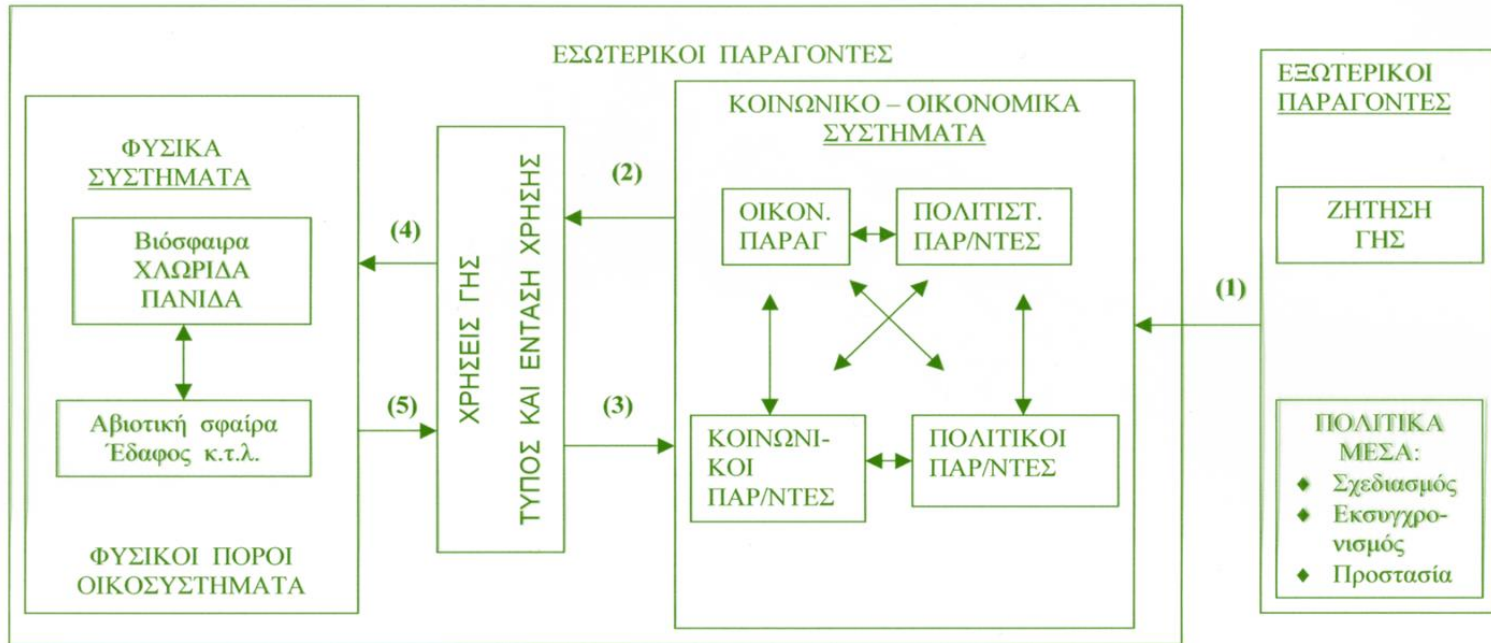 ΕΣΩΤΕΡΙΚΟΙ ΠΑΡΑΓΟΝΤΕΣ
ΦΥΣΙΚΑ
ΣΥΣΤΗΜΑΤΑ
Βιόσφαιρα
ΧΛΩΡΙΔΑ
ΠΑΝΙΔΑ
Αβιοτική σφαίρα
Έδαφος κ.τ.λ.
ΦΥΣΙΚΟΙ ΠΟΡΟΙ
ΟΙΚΟΣΥΣΤΗΜΑΤΑ
(4)
(5)
ΧΡΗΣΕΙΣ ΓΗΣ
ΤΥΠΟΣ ΚΑΙ ΕΝΤΑΣΗ ΧΡΗΣΗΣ
(2)
(3)
ΚΟΙΝΩΝΙΚΟ – ΟΙΚΟΝΟΜΙΚΑ
ΣΥΣΤΗΜΑΤΑ
ΟΙΚΟΝ.
ΠΑΡΑΓ
ΠΟΛΙΤΙΣΤ.
ΠΑΡ/ΝΤΕΣ
ΚΟΙΝΩΝΙ-
ΚΟΙ
ΠΑΡ/ΝΤΕΣ
ΠΟΛΙΤΙΚΟΙ
ΠΑΡ/ΝΤΕΣ
(1)
ΕΞΩΤΕΡΙΚΟΙ
ΠΑΡΑΓΟΝΤΕΣ
ΖΗΤΗΣΗ
ΓΗΣ
ΠΟΛΙΤΙΚΑ
ΜΕΣΑ:
♦ Σχεδιασμός
♦ Εκσυγχρο-
νισμός
♦ Προστασία